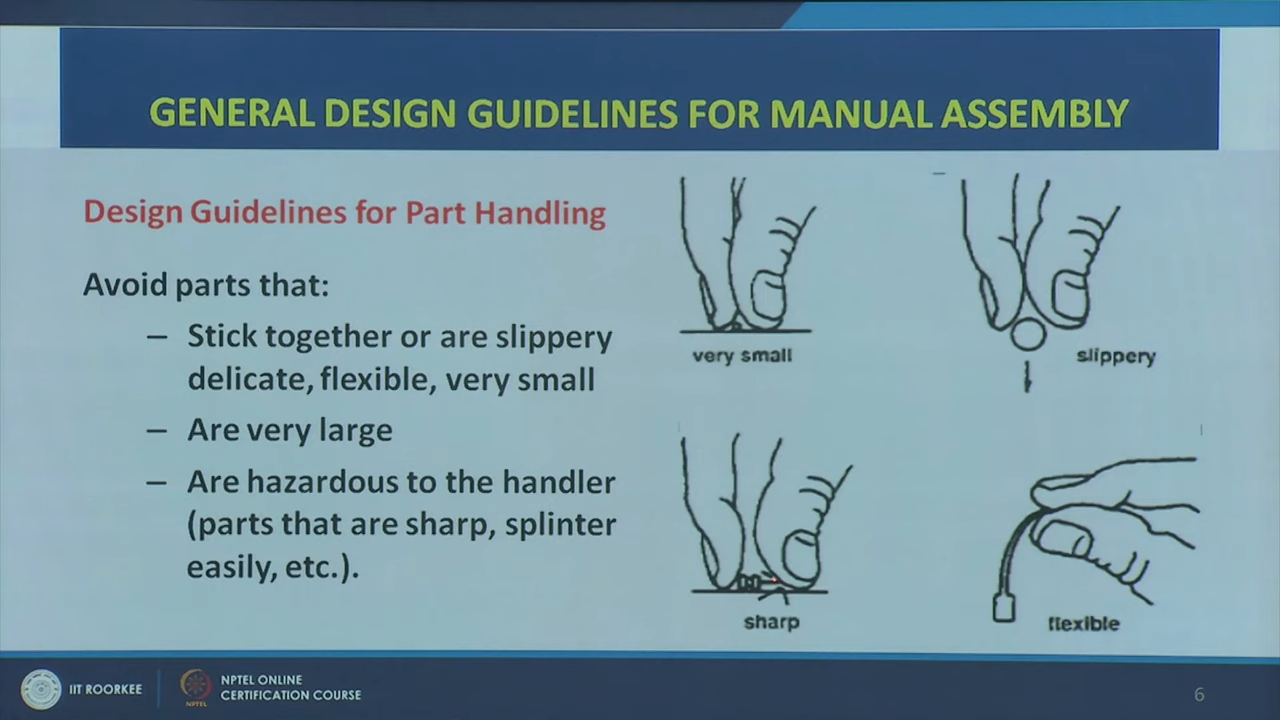 GENERAL DESIGN GUIDELINES FOR MANUAL ASSEMBLY
Design Guidelines for Part Handling
Avoid parts that:
– Stick together or are slippery
delicate, flexible, very small
– Are very large
– Are hazardous to the handler
(parts that are sharp, splinter
easily, etc.).
very small
slippery
sharp
flexible
IIT ROORKEE
NPTEL
NPTEL ONLINE
CERTIFICATION COURSE
6